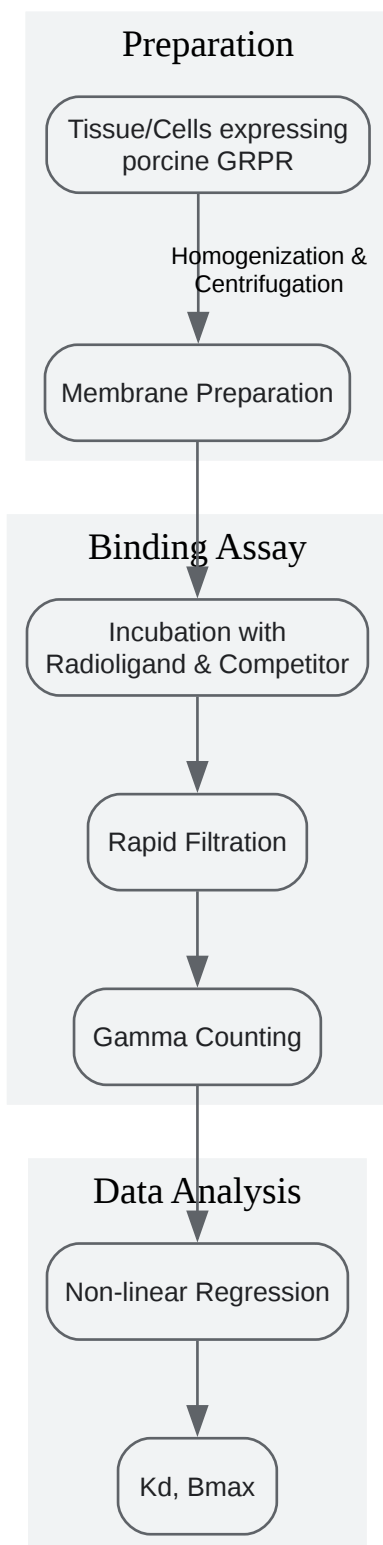 Preparation
Tissue/Cells expressing
porcine GRPR
Homogenization &
Centrifugation
Membrane Preparation
Binding Assay
Incubation with
Radioligand & Competitor
Rapid Filtration
Gamma Counting
Data Analysis
Non-linear Regression
Kd, Bmax